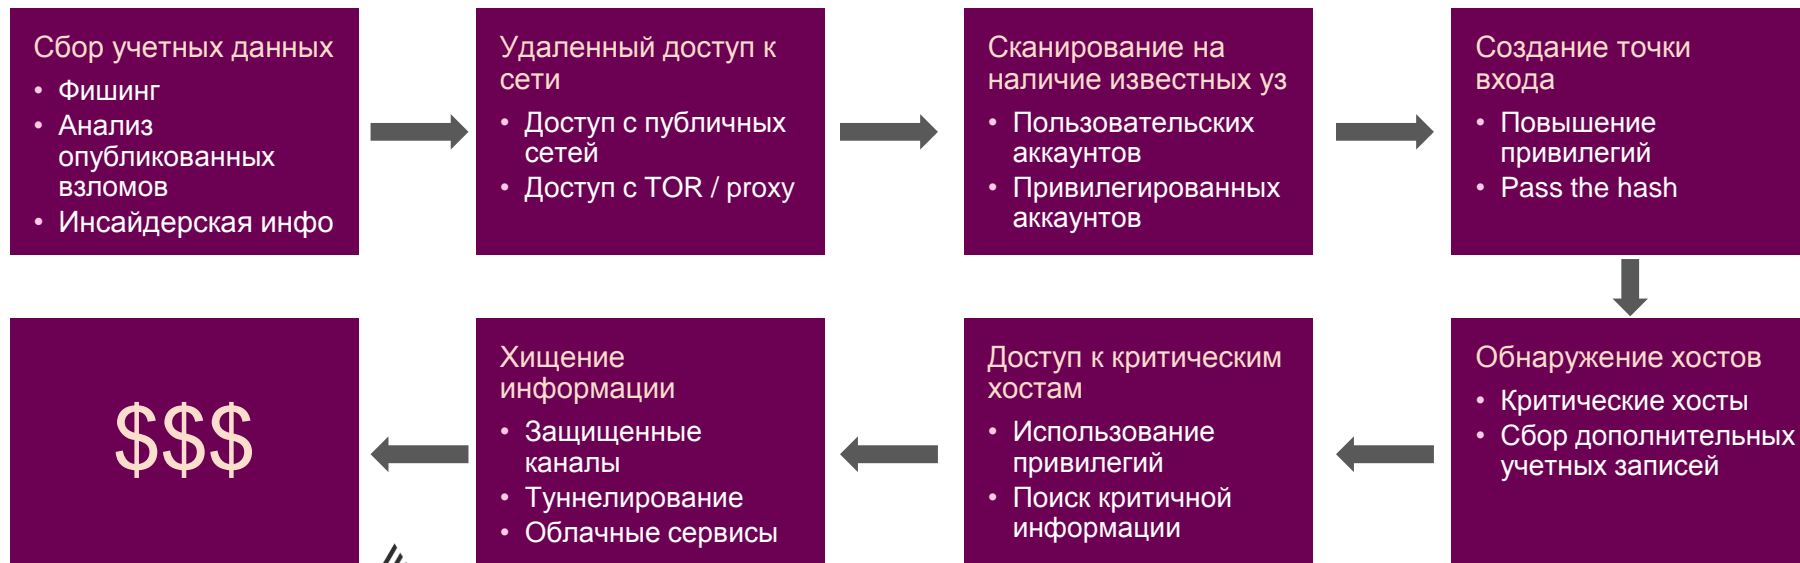 Сбор учетных данных
• Фишинг
• Анализ
опубликованных
взломов
• Инсайдерская инфо
Удаленный доступ к
сети
• Доступ с публичных
сетей
• Доступ с TOR / proxy
Сканирование на
наличие известных уз
• Пользовательских
аккаунтов
• Привилегированных
аккаунтов
Создание точки
входа
• Повышение
привилегий
• Pass the hash
Обнаружение хостов
• Критические хосты
• Сбор дополнительных
учетных записей
Доступ к критическим
хостам
• Использование
привилегий
• Поиск критичной
информации
Хищение
информации
• Защищенные
каналы
• Туннелирование
• Облачные сервисы
$$$